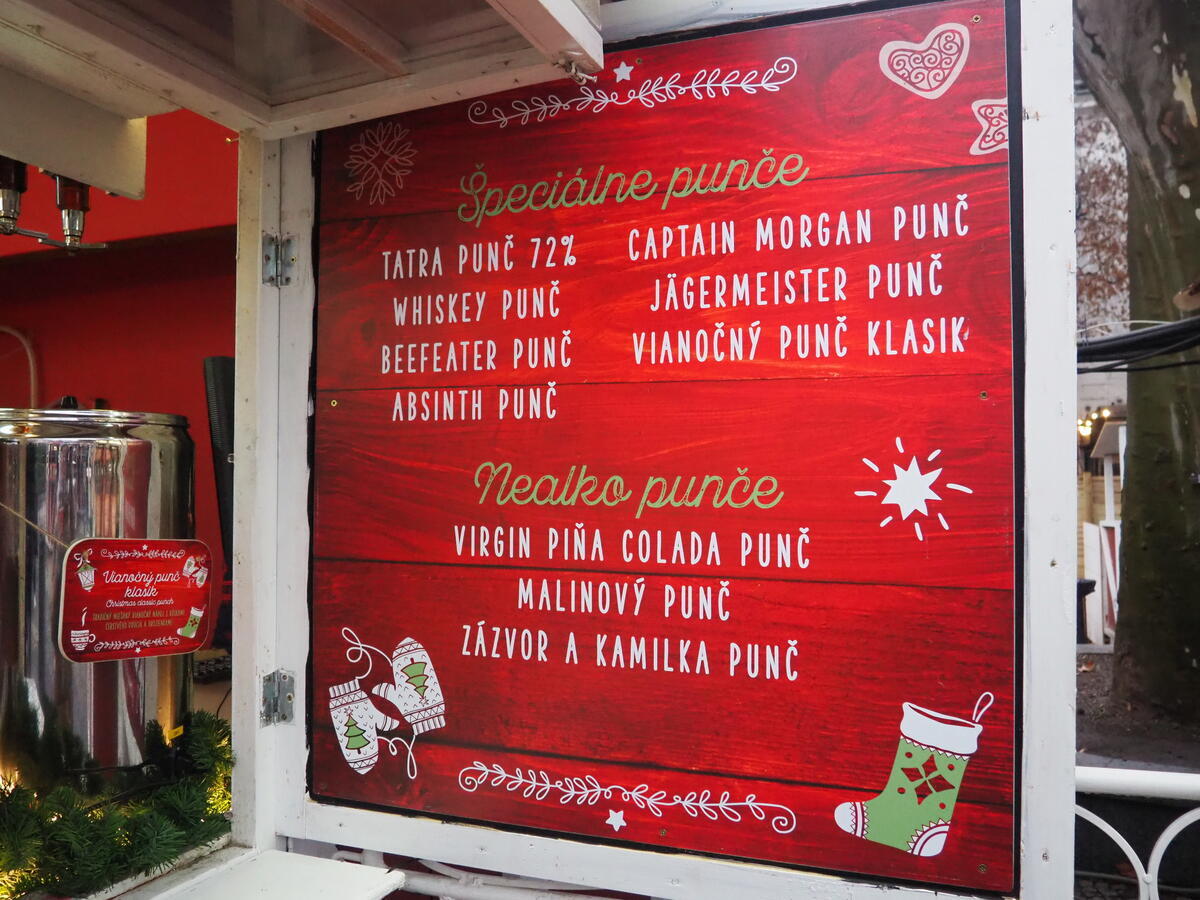 Špeciálne punče
TATRA PUNČ 72%
WHISKEY PUNČ
BEEFEATER PUNČ
ABSINTH PUNČ
CAPTAIN MORGAN PUNČ
JÄGERMEISTER PUNČ
VIANOČNÝ PUNČ KLASIK
Nealko punče
VIRGIN PIÑA COLADA PUNČ
MALINOVÝ PUNČ
ZÁZVOR A KAMILKA PUNČ
Vianočný punč
klasik
Christmas classic punch